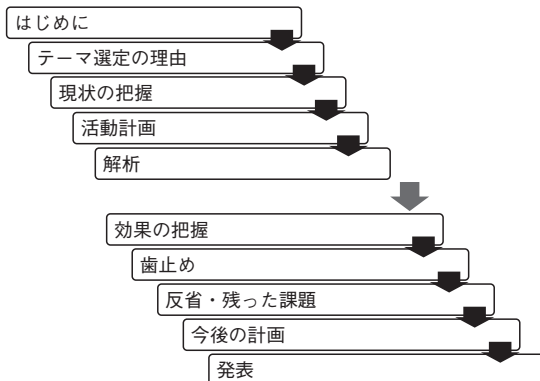 はじめに
テーマ選定の理由
現状の把握
活動計画
解析
効果の把握
歯止め
反省・残った課題
今後の計画
発表